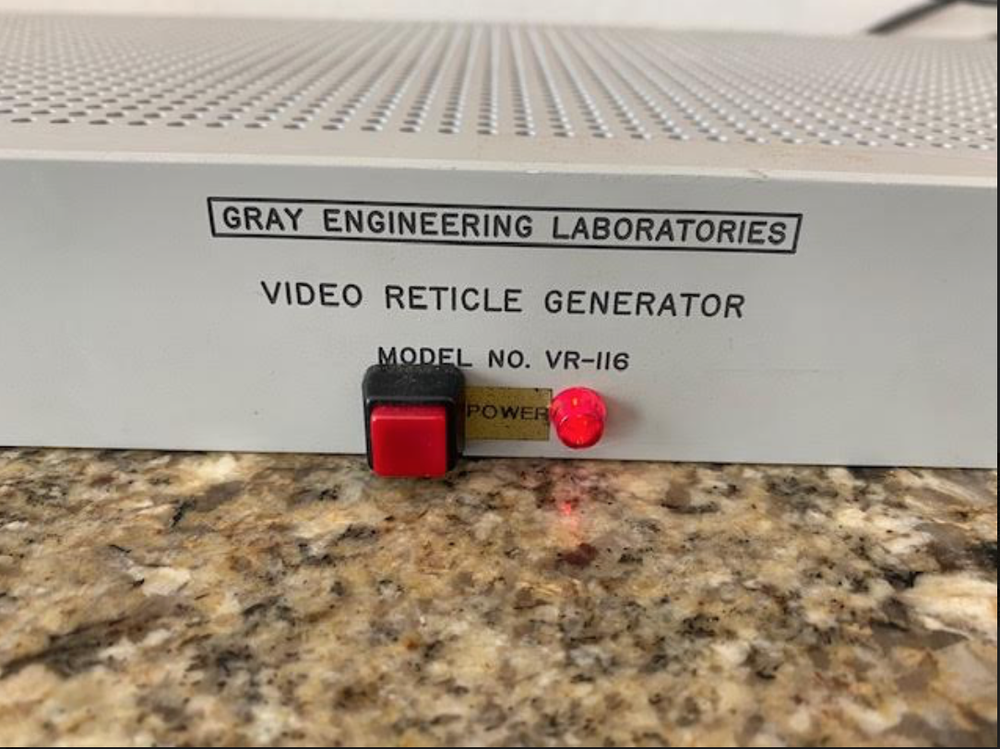 GRAY ENGINEERING LABORATORIES
VIDEO RETICLE GENERATOR
MODEL NO. VR-116
POWER